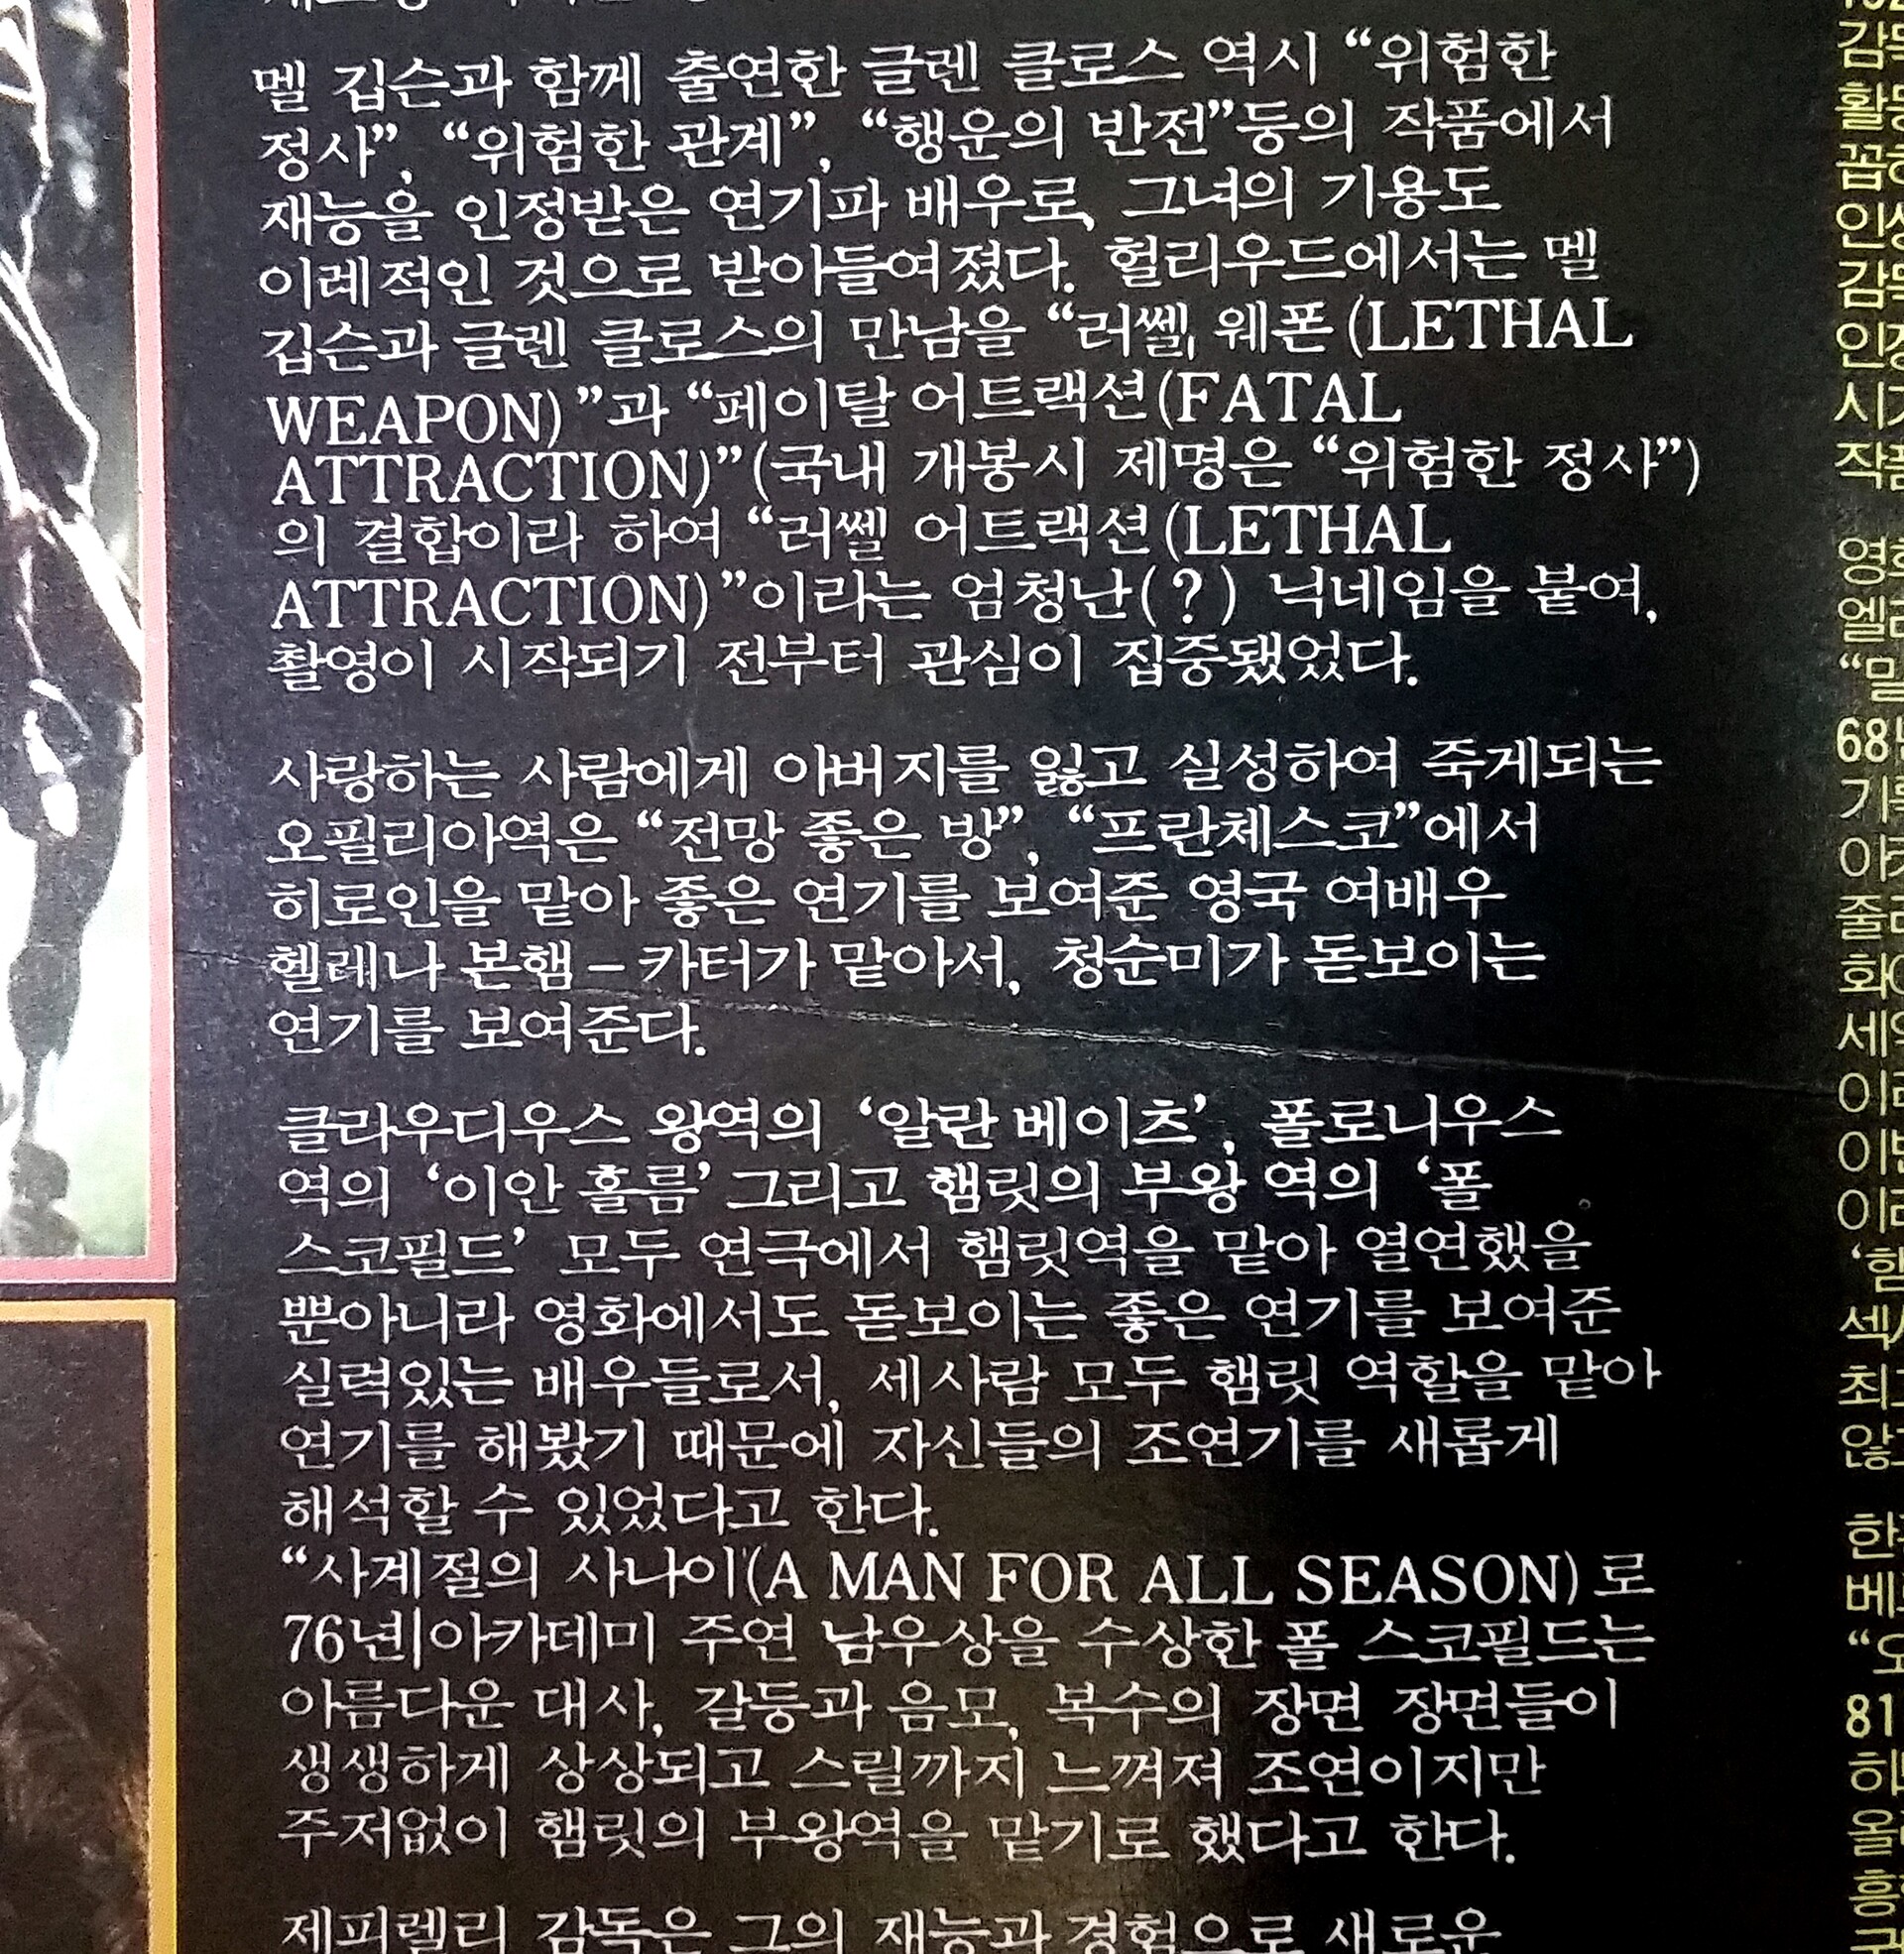 멜 깁슨과 함께 출연한 글렌 클로스 역시 “위험한
정사”, “위험한 관계”, “행운의 반전”등의 작품에서
재능을 인정받은 연기파 배우로, 그녀의 기용도
이례적인 것으로 받아들여졌다. 헐리우드에서는 멜
깁슨과 글렌 클로스의 만남을 “러쎌 웨폰(LETHAL
WEAPON)”과 “페이탈 어트랙션(FATAL
ATTRACTION)”(국내 개봉시 제명은 “위험한 정사”)
의 결합이라 하여 “러쎌 어트랙션(LETHAL
ATTRACTION)”이라는 엄청난(?) 닉네임을 붙여,
촬영이 시작되기 전부터 관심이 집중됐었다.
사랑하는 사람에게 아버지를 잃고 실성하여 죽게되는
오필리아역은 “전망 좋은 방”, “프란체스코”에서
히로인을 맡아 좋은 연기를 보여준 영국 여배우
헬레나 본햄–카터가 맡아서, 청순미가 돋보이는
연기를 보여준다.
클라우디우스 왕역의 ‘알란 베이츠’, 폴로니우스
역의 ‘이안 홀름’ 그리고 햄릿의 부왕 역의 ‘폴
스코필드’ 모두 연극에서 햄릿역을 맡아 열연했을
뿐아니라 영화에서도 돋보이는 좋은 연기를 보여준
실력있는 배우들로서, 세사람 모두 햄릿 역할을 맡아
연기를 해봤기 때문에 자신들의 조연기를 새롭게
해석할 수 있었다고 한다.
“사계절의 사나이”(A MAN FOR ALL SEASON)로
76년 아카데미 주연 남우상을 수상한 폴 스코필드는
아름다운 대사, 갈등과 음모, 복수의 장면 장면들이
생생하게 상상되고 스릴까지 느껴져 조연이지만
주저없이 햄릿의 부왕역을 맡기로 했다고 한다.
제피렐리 감독은 그의 재능과 경험으로 새로운